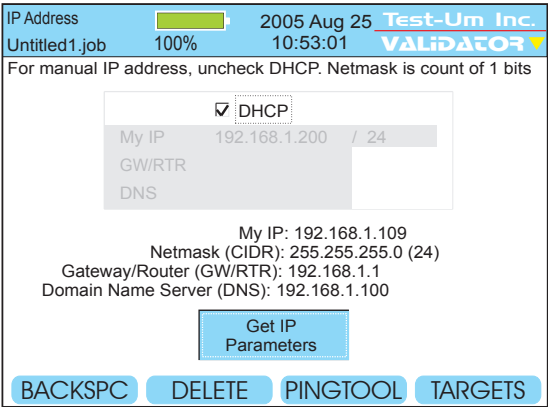 IP Address
2005 Aug 25 Test-Um Inc.
Untitled1.job 100% 10:53:01 VALIDATOR
For manual IP address, uncheck DHCP. Netmask is count of 1 bits
DHCP
My IP 192.168.1.200 / 24
GW/RTR
DNS
My IP: 192.168.1.109
Netmask (CIDR): 255.255.255.0 (24)
Gateway/Router (GW/RTR): 192.168.1.1
Domain Name Server (DNS): 192.168.1.100
Get IP
Parameters
BACKSPC DELETE PINGTOOL TARGETS